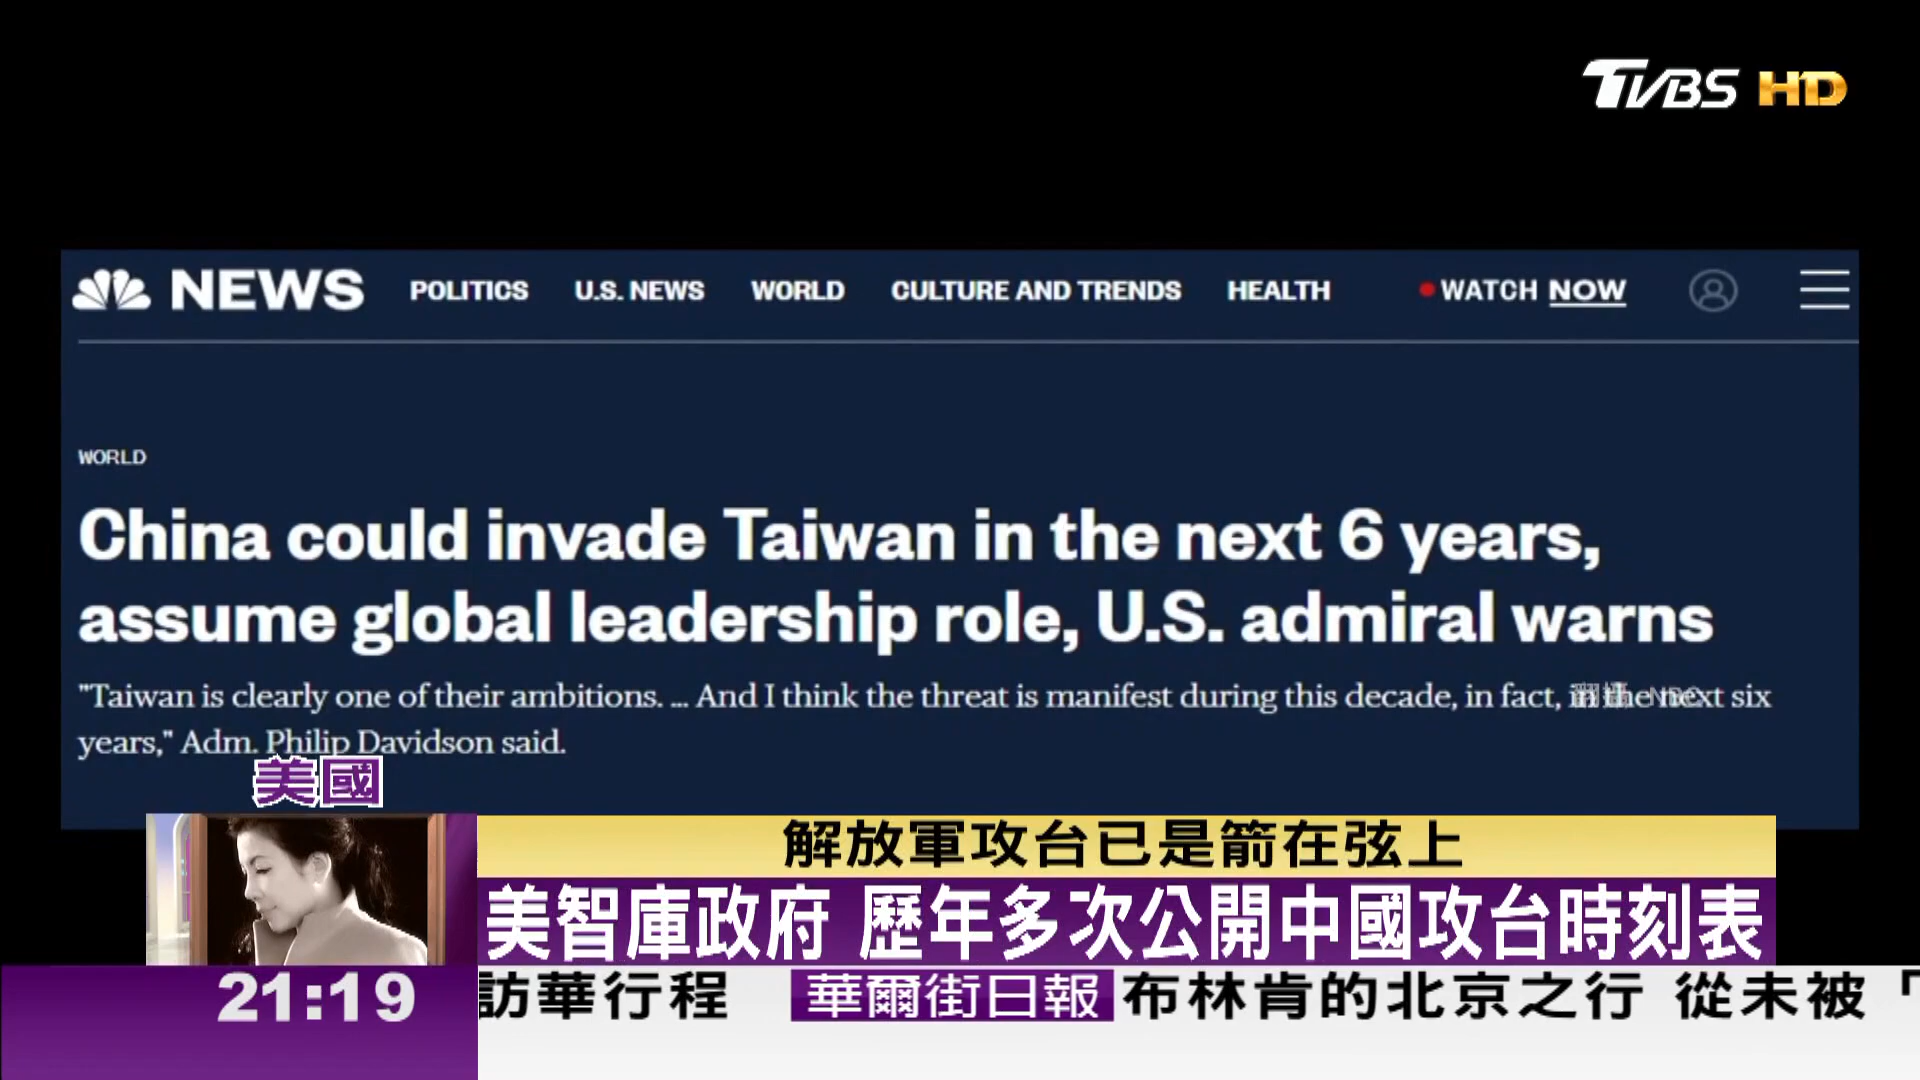 TVBS HD
NEWS POLITICS U.S. NEWS WORLD CULTURE AND TRENDS HEALTH WATCH NOW
WORLD
China could invade Taiwan in the next 6 years,
assume global leadership role, U.S. admiral warns
"Taiwan is clearly one of their ambitions. ... And I think the threat is manifest during this decade, in fact, in the next six
years," Adm. Philip Davidson said.
翻攝 NBC
美國
解放軍攻台已是箭在弦上
美智庫政府 歷年多次公開中國攻台時刻表
21:19
訪華行程 華爾街日報 布林肯的北京之行 從未被「